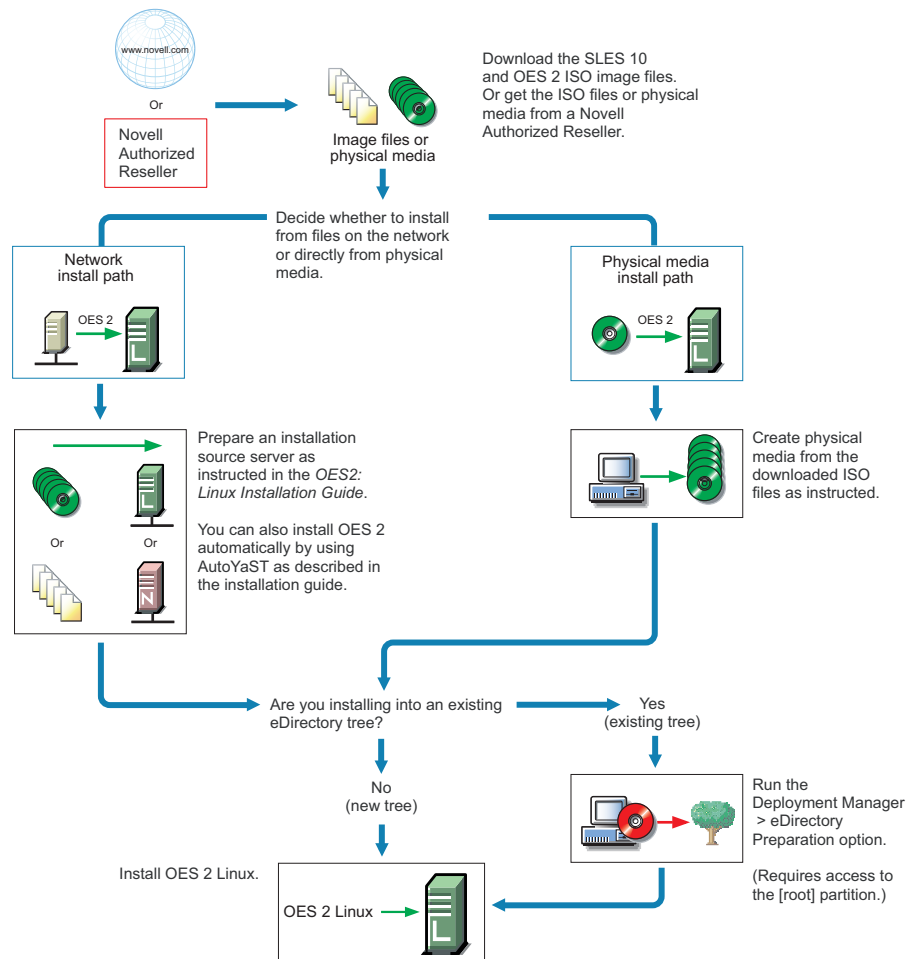 www.novell.com
Or
Novell
Authorized
Reseller
Image files or
physical media
Download the SLES 10
and OES 2 ISO image files.
Or get the ISO files or physical
media from a Novell
Authorized Reseller.
Decide whether to install
from files on the network
or directly from physical
media.
Network
install path
OES 2
L
Physical media
install path
OES 2
L
Or
L
Or
N
Prepare an installation
source server as
instructed in the OES2:
Linux Installation Guide.
You can also install OES 2
automatically by using
AutoYaST as described in
the installation guide.
Create physical
media from the
downloaded ISO
files as instructed.
Are you installing into an existing
eDirectory tree?
Yes
(existing tree)
No
(new tree)
Run the
Deployment Manager
> eDirectory
Preparation option.
(Requires access to
the [root] partition.)
Install OES 2 Linux.
OES 2 Linux
L